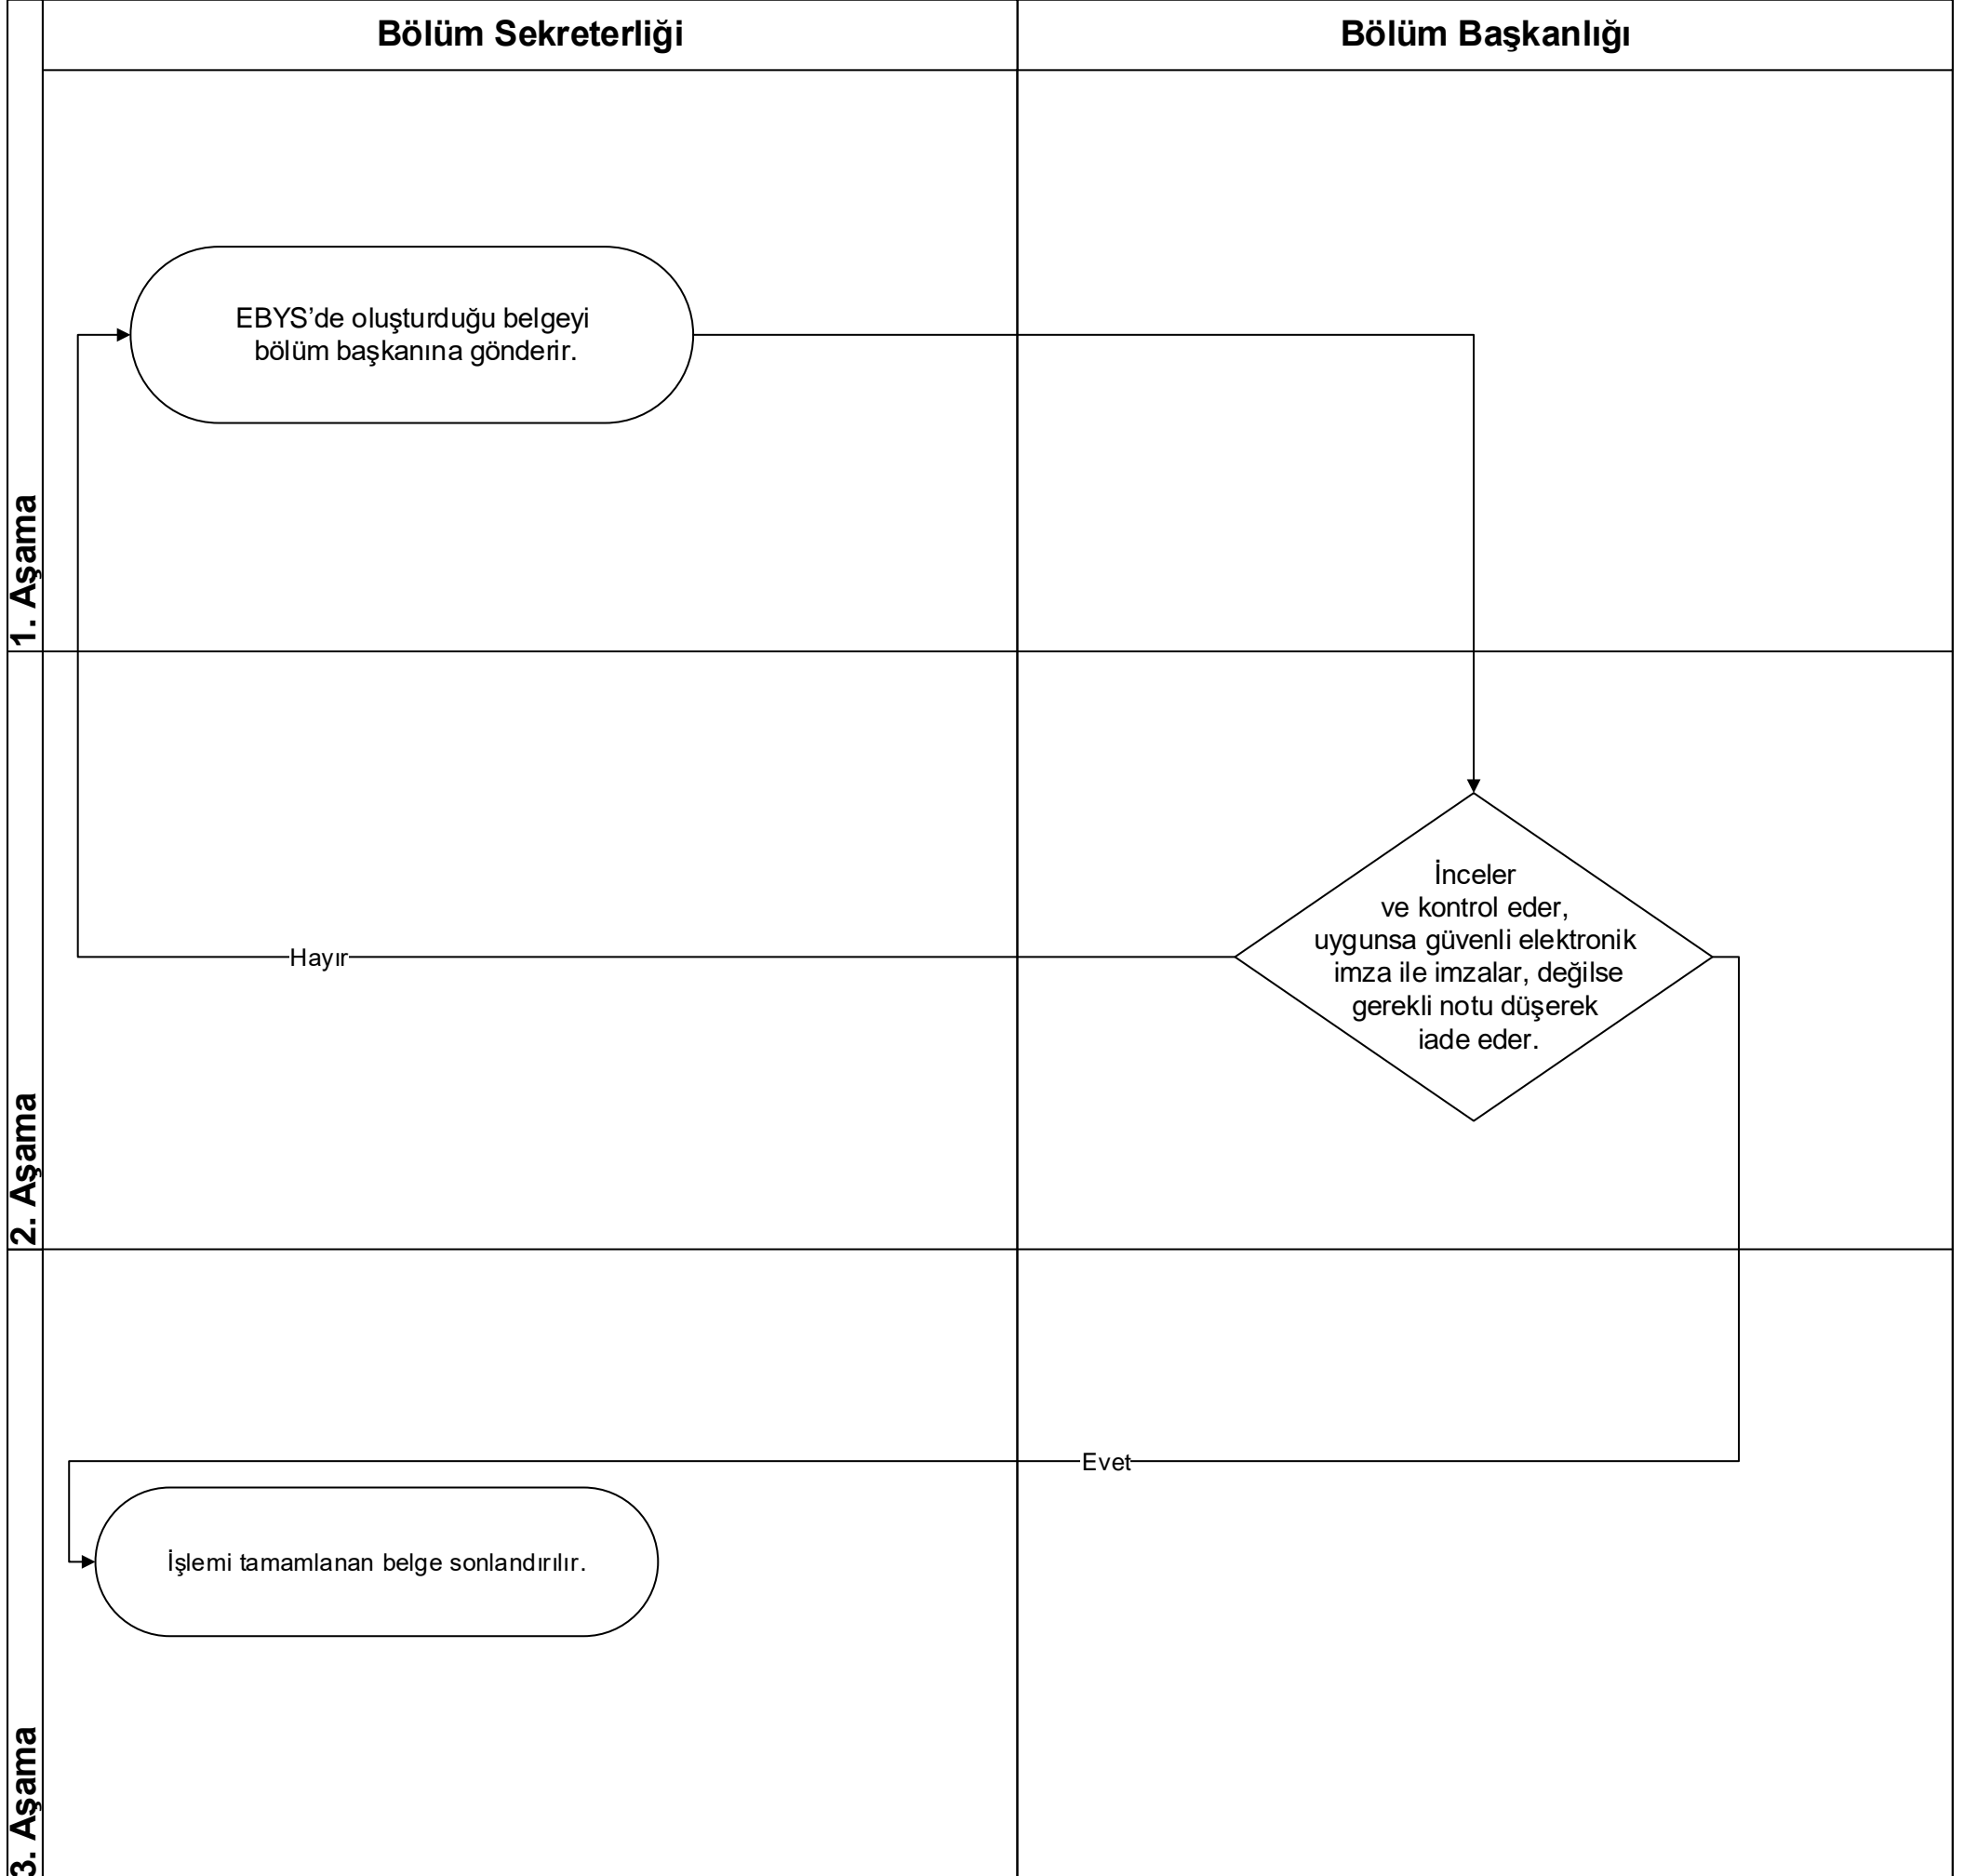 Bölüm Sekreterliği
Bölüm Başkanlığı
1. Aşama
EBYS’de oluşturduğu belgeyi
bölüm başkanına gönderir.
2. Aşama
İnceler
ve kontrol eder,
uygunsa güvenli elektronik
imza ile imzalar, değilse
gerekli notu düşerek
iade eder.
Hayır
3. Aşama
Evet
İşlemi tamamlanan belge sonlandırılır.